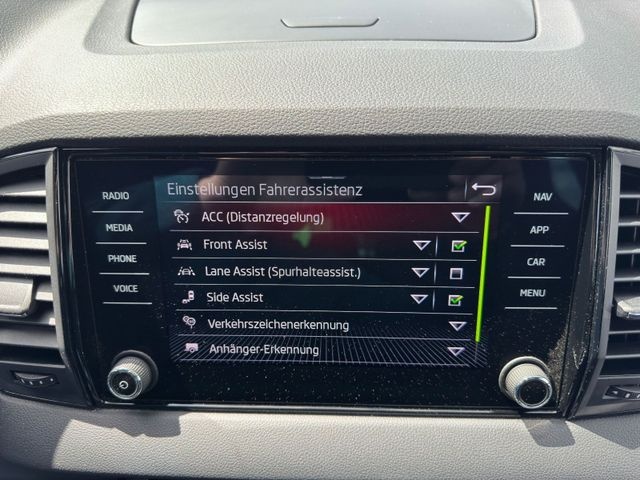 Einstellungen Fahrerassistenz
ACC (Distanzregelung)
Front Assist
Lane Assist (Spurhalteassist.)
Side Assist
Verkehrszeichenerkennung
Anhänger-Erkennung
RADIO
MEDIA
PHONE
VOICE
NAV
APP
CAR
MENU